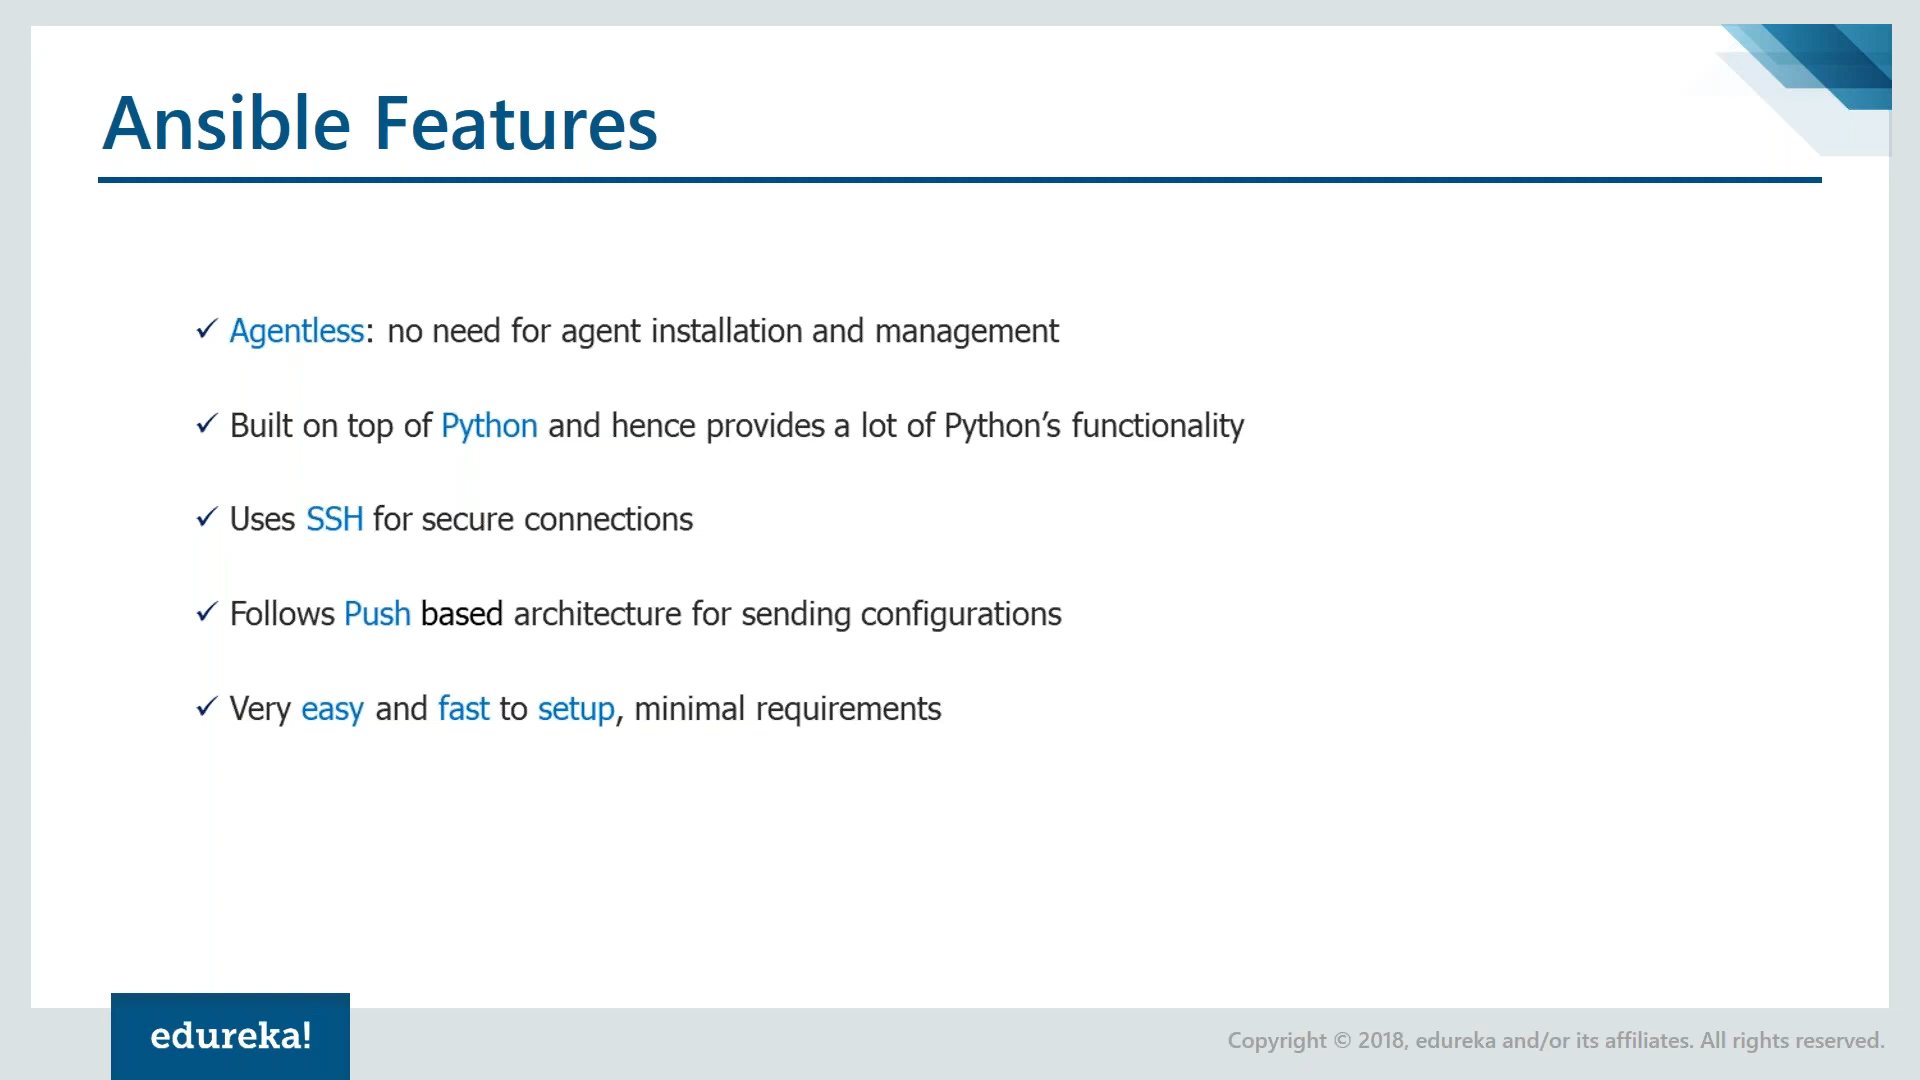 Ansible Features
✓ Agentless: no need for agent installation and management
✓ Built on top of Python and hence provides a lot of Python’s functionality
✓ Uses SSH for secure connections
✓ Follows Push based architecture for sending configurations
✓ Very easy and fast to setup, minimal requirements
edureka!
Copyright © 2018, edureka and/or its affiliates. All rights reserved.